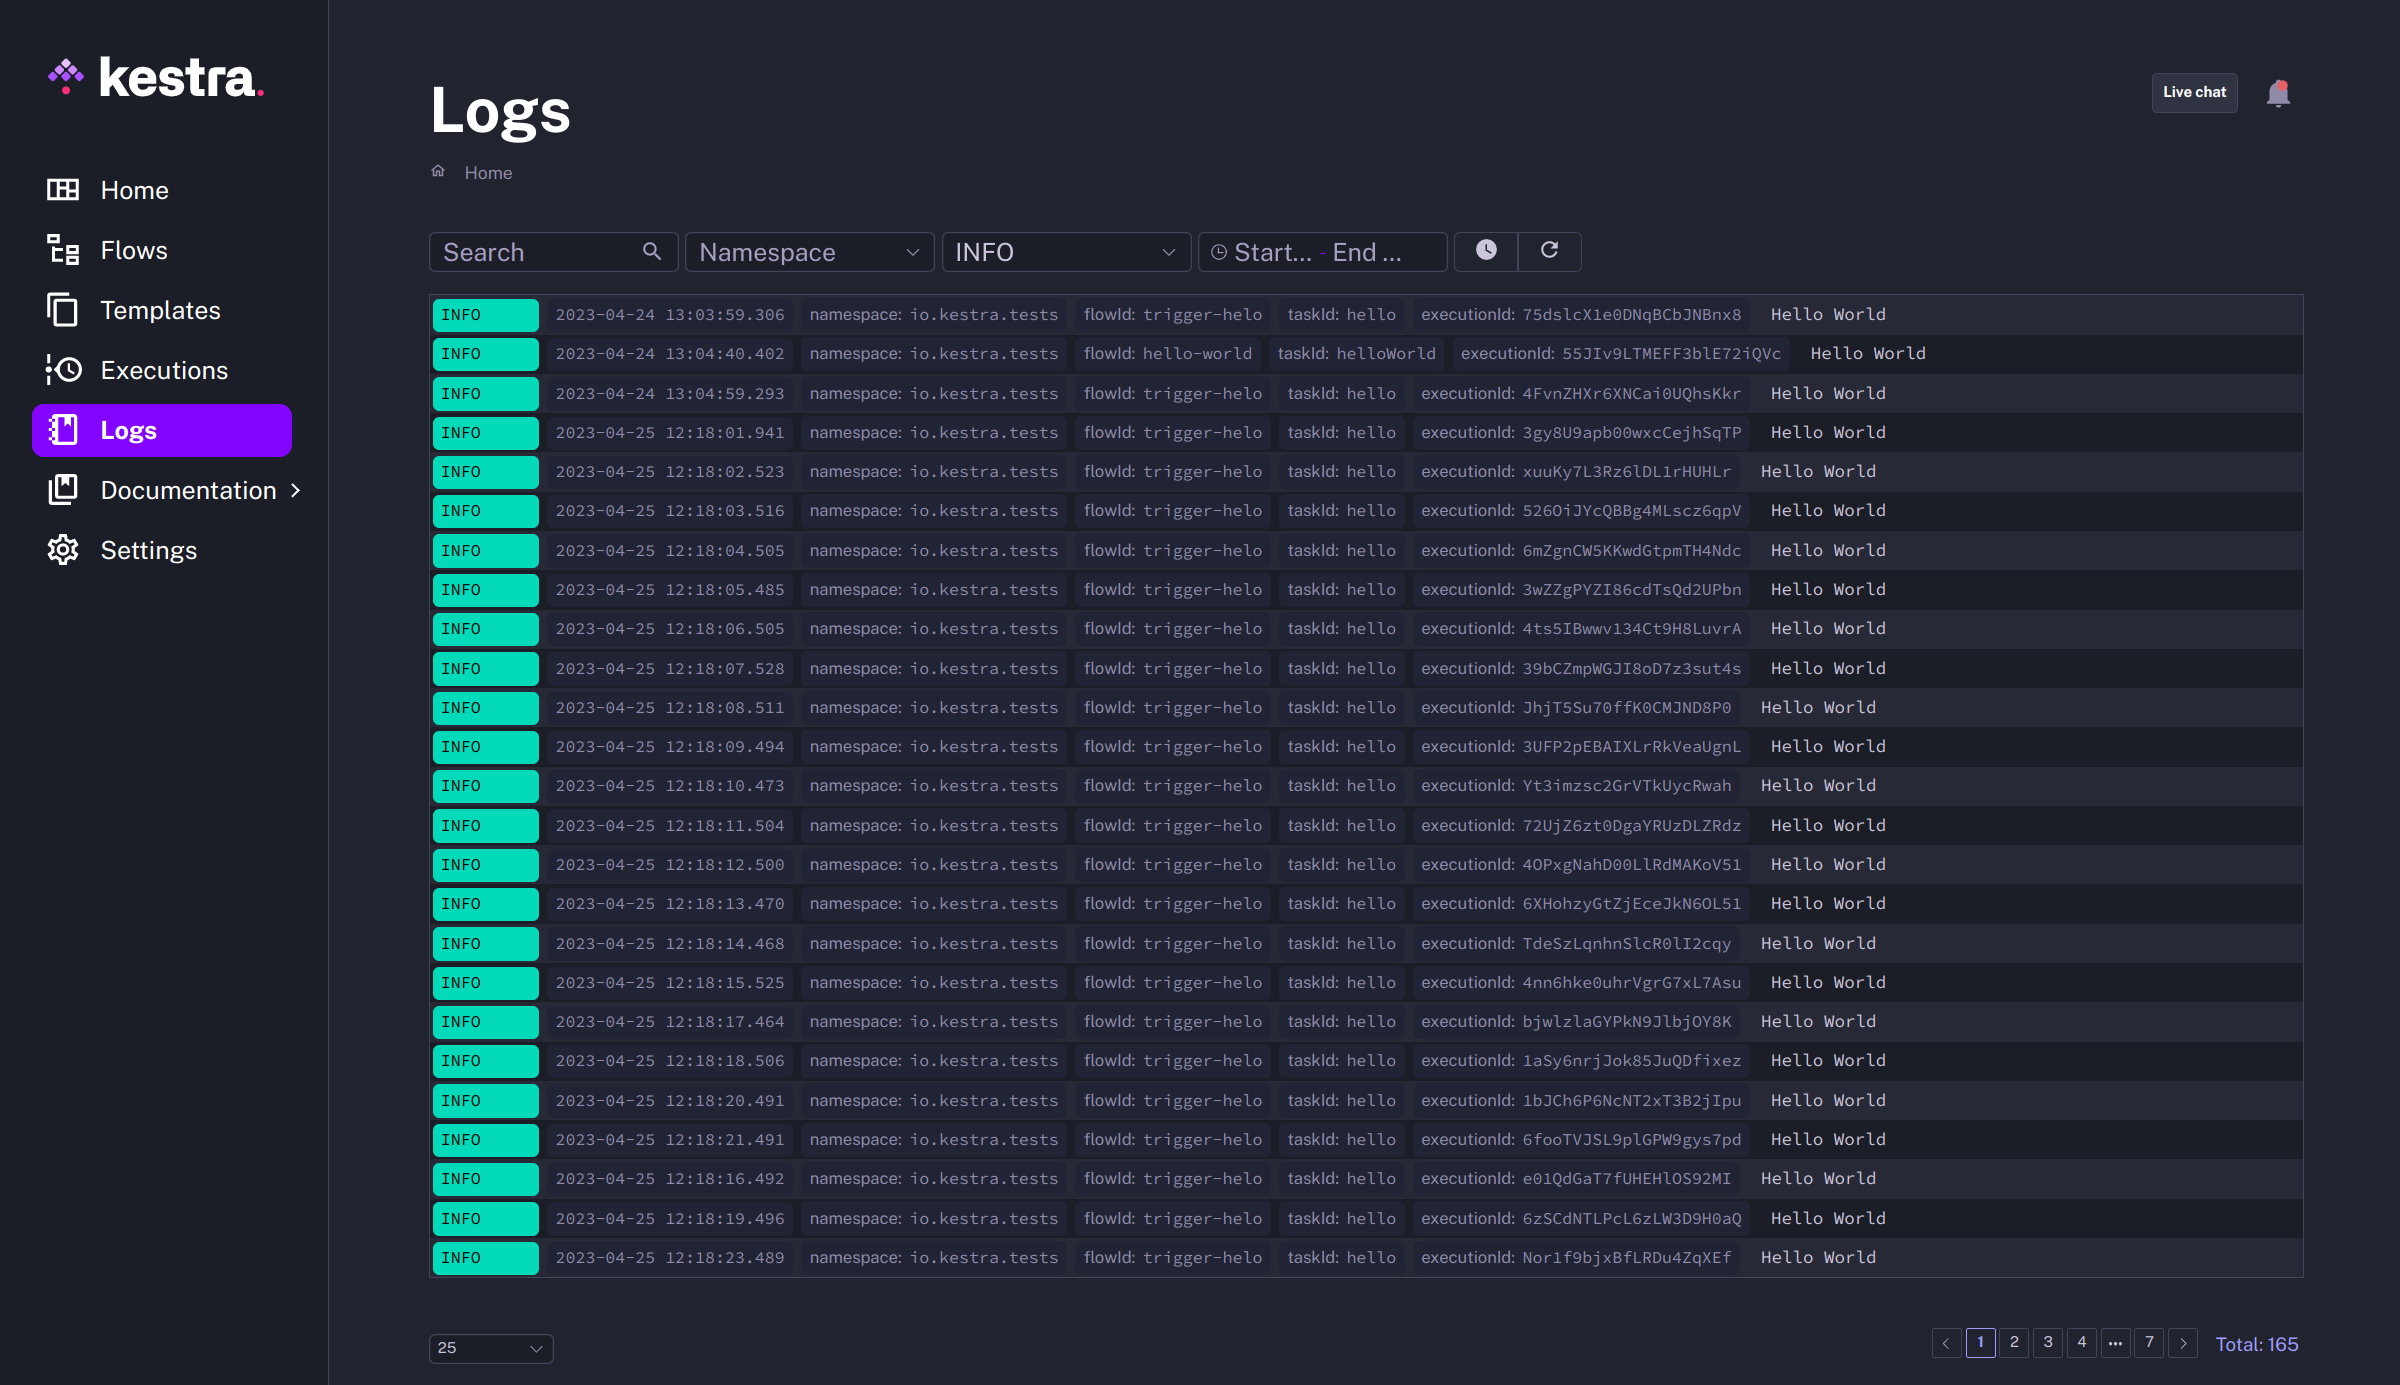 kestra.
Home
Flows
Templates
Executions
Logs
Documentation
Settings
Logs
Live chat
Home
Search
Namespace
INFO
Start... - End ...
INFO 2023-04-24 13:03:59.306 namespace: io.kestra.tests flowId: trigger-helo taskId: hello executionId: 75dslcX1e0DNqBCbJNBnx8 Hello World
INFO 2023-04-24 13:04:40.402 namespace: io.kestra.tests flowId: hello-world taskId: helloWorld executionId: 55JIv9LTMEFF3blE72iQVc Hello World
INFO 2023-04-24 13:04:59.293 namespace: io.kestra.tests flowId: trigger-helo taskId: hello executionId: 4FvnZHXr6XNCai0UQhsKkr Hello World
INFO 2023-04-25 12:18:01.941 namespace: io.kestra.tests flowId: trigger-helo taskId: hello executionId: 3gy8U9apb00wxcCejhSqTP Hello World
INFO 2023-04-25 12:18:02.523 namespace: io.kestra.tests flowId: trigger-helo taskId: hello executionId: xuuKy7L3Rz6lDL1rHUHLr Hello World
INFO 2023-04-25 12:18:03.516 namespace: io.kestra.tests flowId: trigger-helo taskId: hello executionId: 526OiJYcQBBg4MLscz6qpV Hello World
INFO 2023-04-25 12:18:04.505 namespace: io.kestra.tests flowId: trigger-helo taskId: hello executionId: 6mZgnCW5KKwdGtpmTH4Ndc Hello World
INFO 2023-04-25 12:18:05.485 namespace: io.kestra.tests flowId: trigger-helo taskId: hello executionId: 3wZZgPYZI86cdTsQd2UPbn Hello World
INFO 2023-04-25 12:18:06.505 namespace: io.kestra.tests flowId: trigger-helo taskId: hello executionId: 4ts5IBwwv134Ct9H8LuvrA Hello World
INFO 2023-04-25 12:18:07.528 namespace: io.kestra.tests flowId: trigger-helo taskId: hello executionId: 39bCZmpWGJI8oD7z3sut4s Hello World
INFO 2023-04-25 12:18:08.511 namespace: io.kestra.tests flowId: trigger-helo taskId: hello executionId: JhjT5Su70ffK0CMJND8P0 Hello World
INFO 2023-04-25 12:18:09.494 namespace: io.kestra.tests flowId: trigger-helo taskId: hello executionId: 3UFP2pEBAIXLrRkVeaUgnL Hello World
INFO 2023-04-25 12:18:10.473 namespace: io.kestra.tests flowId: trigger-helo taskId: hello executionId: Yt3imzsc2GrVTkUycRwah Hello World
INFO 2023-04-25 12:18:11.504 namespace: io.kestra.tests flowId: trigger-helo taskId: hello executionId: 72UjZ6zt0DgaYRUzDLZRdz Hello World
INFO 2023-04-25 12:18:12.500 namespace: io.kestra.tests flowId: trigger-helo taskId: hello executionId: 4OPxgNahD00LlRdMAKoV51 Hello World
INFO 2023-04-25 12:18:13.470 namespace: io.kestra.tests flowId: trigger-helo taskId: hello executionId: 6XHohzyGtZjEceJkN6OL51 Hello World
INFO 2023-04-25 12:18:14.468 namespace: io.kestra.tests flowId: trigger-helo taskId: hello executionId: TdeSzLqnhnSlcR0lI2cqy Hello World
INFO 2023-04-25 12:18:15.525 namespace: io.kestra.tests flowId: trigger-helo taskId: hello executionId: 4nn6hke0uhrVgrG7xL7Asu Hello World
INFO 2023-04-25 12:18:17.464 namespace: io.kestra.tests flowId: trigger-helo taskId: hello executionId: bjwlzlaGYPkN9JlbjOY8K Hello World
INFO 2023-04-25 12:18:18.506 namespace: io.kestra.tests flowId: trigger-helo taskId: hello executionId: 1aSy6nrjJok85JuQDfixez Hello World
INFO 2023-04-25 12:18:20.491 namespace: io.kestra.tests flowId: trigger-helo taskId: hello executionId: 1bJCh6P6NcNT2xT3B2jIpu Hello World
INFO 2023-04-25 12:18:21.491 namespace: io.kestra.tests flowId: trigger-helo taskId: hello executionId: 6fooTVJSL9plGPW9gys7pd Hello World
INFO 2023-04-25 12:18:16.492 namespace: io.kestra.tests flowId: trigger-helo taskId: hello executionId: e01QdGaT7fUHEHlOS92MI Hello World
INFO 2023-04-25 12:18:19.496 namespace: io.kestra.tests flowId: trigger-helo taskId: hello executionId: 6zSCdNTLPcL6zLW3D9H0aQ Hello World
INFO 2023-04-25 12:18:23.489 namespace: io.kestra.tests flowId: trigger-helo taskId: hello executionId: Nor1f9bjxBfLRDu4ZqXEf Hello World
25
1 2 3 4 ••• 7 Total: 165